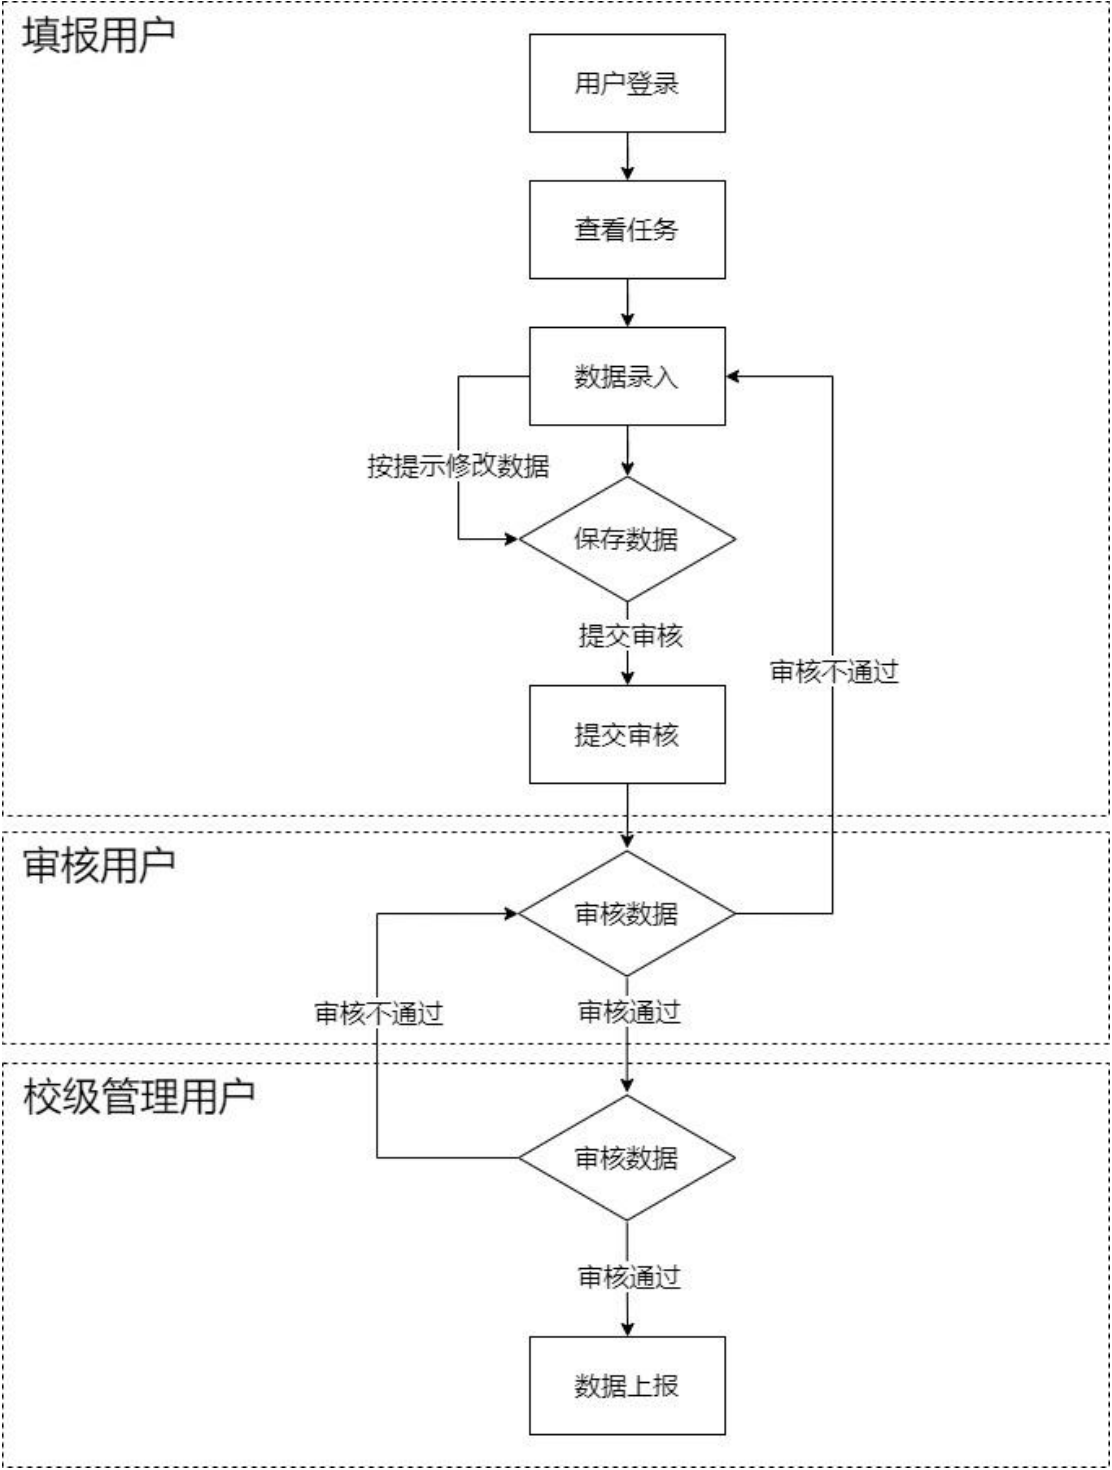 填报用户
用户登录
查看任务
数据录入
按提示修改数据
保存数据
提交审核
审核不通过
提交审核
审核用户
审核数据
审核不通过
审核通过
校级管理用户
审核数据
审核通过
数据上报